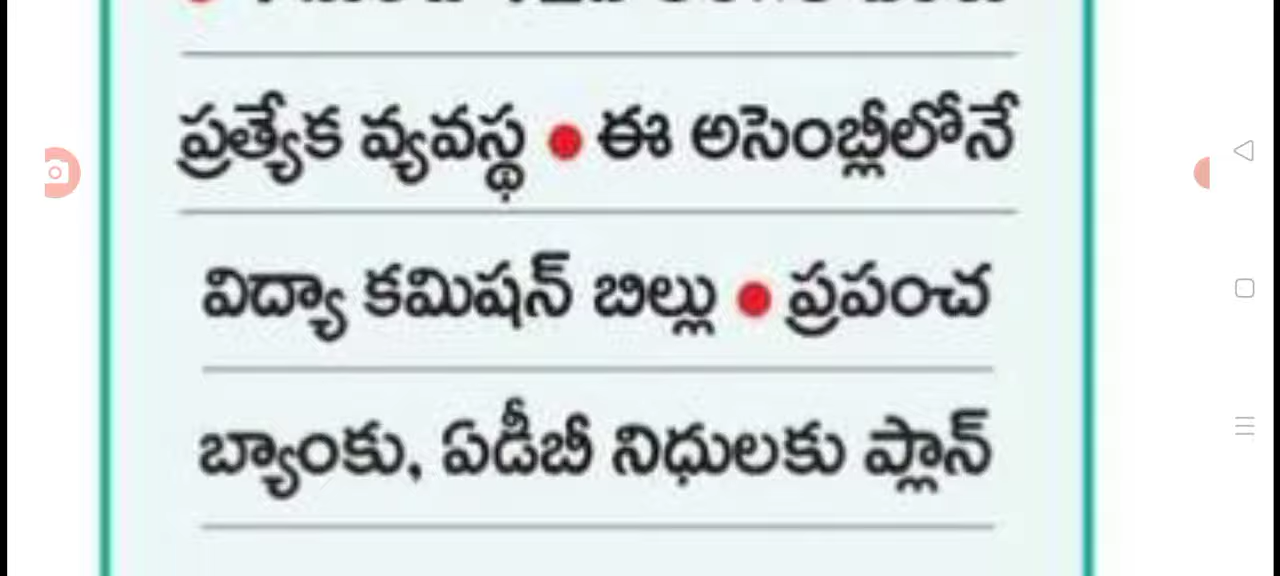 ప్రత్యేక వ్యవస్థ ● ఈ అసెంబ్లీలోనే
విద్యా కమిషన్ బిల్లు ● ప్రపంచ
బ్యాంకు, ఏడీబీ నిధులకు ప్లాన్